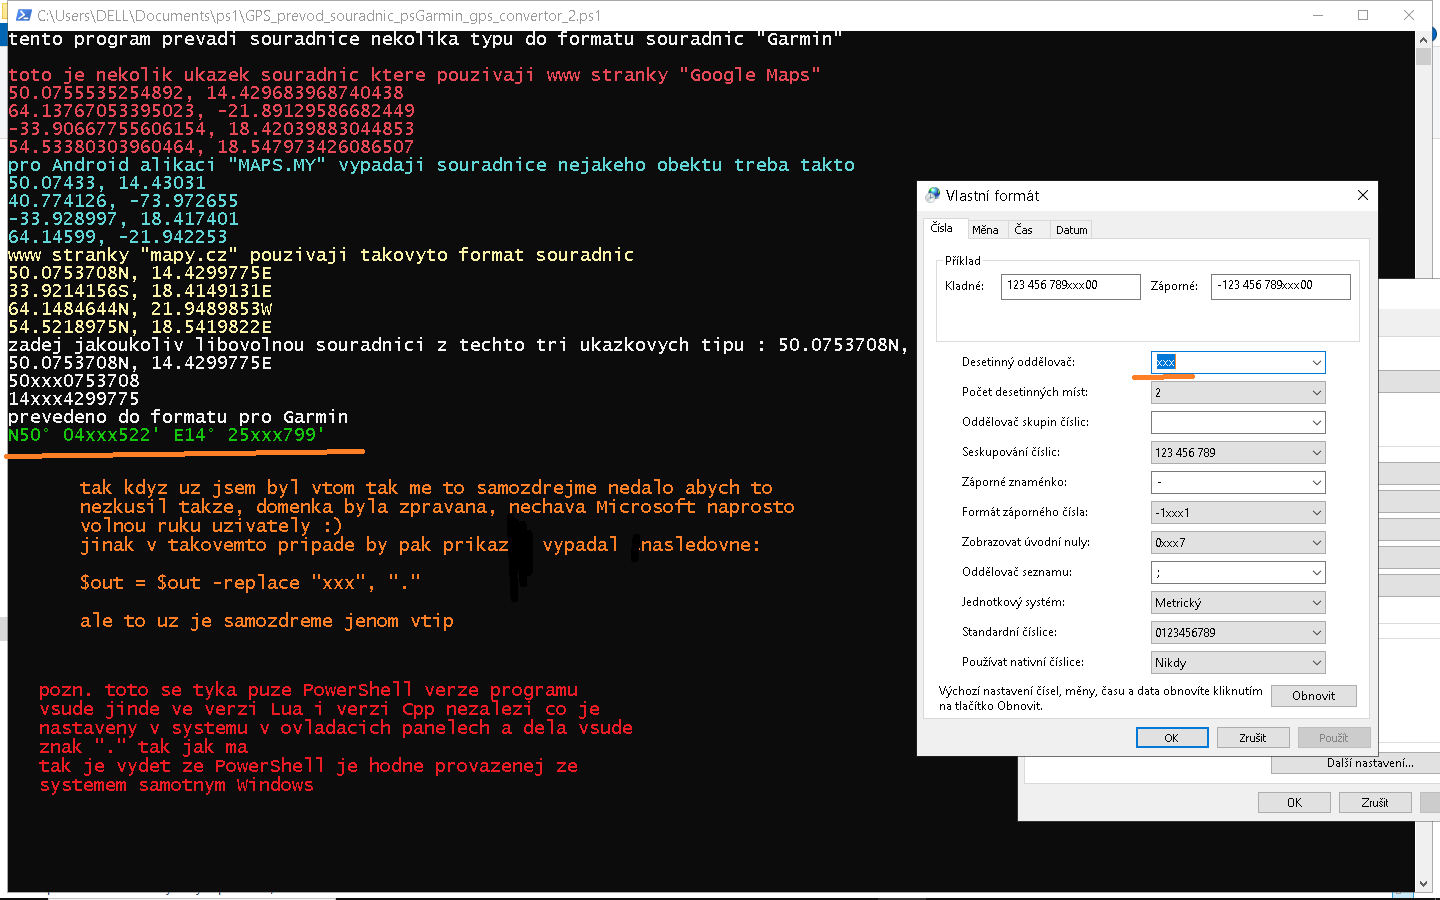 C:\Users\DELL\Documents\ps1\GPS_prevod_souradnic_psGarmin_gps_convertor_2.ps1
tento program prevadi souradnice nekolika typu do formatu souradnic "Garmin"
toto je nekolik ukazek souradnic ktere pouzivaji www stranky "Google Maps"
50.0755535254892, 14.429683968740438
64.13767053395023, -21.89129586682449
-33.90667755606154, 18.42039883044853
54.53380303960464, 18.547973426086507
pro Android alikaci "MAPS.MY" vypadaji souradnice nejakeho obektu treba takto
50.07433, 14.43031
40.774126, -73.972655
-33.928997, 18.417401
64.14599, -21.942253
www stranky "mapy.cz" pouzivaji takovyto format souradnic
50.0753708N, 14.4299775E
33.9214156S, 18.4149131E
64.1484644N, 21.9489853W
54.5218975N, 18.5419822E
zadej jakoukoliv libovolnou souradnici z techto tri ukazkovych tipu : 50.0753708N,
50.0753708N, 14.4299775E
50xxx0753708
14xxx4299775
prevedeno do formatu pro Garmin
N50° 04xxx522' E14° 25xxx799'
tak kdyz uz jsem byl vtom tak me to samozdrejme nedalo abych to
nezkusil takze, domenka byla zpravana, nechava Microsoft naprosto
volnou ruku uzivately :)
jinak v takovemto pripade by pak prikaz vypadal nasledovne:
$out = $out -replace "xxx", "."
ale to uz je samozdreme jenom vtip
pozn. toto se tyka puze PowerShell verze programu
vsude jinde ve verzi Lua i verzi Cpp nezalezi co je
nastaveny v systemu v ovladacich panelech a dela vsude
znak "." tak jak ma
tak je vydet ze PowerShell je hodne provazenej ze
systemem samotnym Windows
Vlastní formát
Čísla Měna Čas Datum
Příklad
Kladné: 123 456 789xxx00 Záporné: -123 456 789xxx00
Desetinný oddělovač: xxx
Počet desetinných míst: 2
Oddělovač skupin číslic:
Seskupování číslic: 123 456 789
Záporné znaménko: -
Formát záporného čísla: -1xxx1
Zobrazovat úvodní nuly: 0xxx7
Oddělovač seznamu: ;
Jednotkový systém: Metrický
Standardní číslice: 0123456789
Používat nativní číslice: Nikdy
Výchozí nastavení čísel, měny, času a data obnovíte kliknutím
na tlačítko Obnovit.
Obnovit
OK Zrušit Použít
Další nastavení...
OK Zrušit